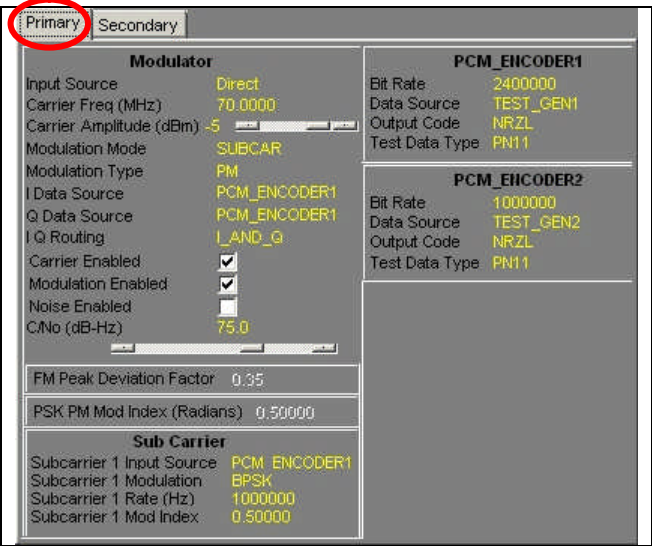 Primary Secondary
Modulator
Input Source Direct
Carrier Freq (MHz) 70.0000
Carrier Amplitude (dBm) -5
Modulation Mode SUBCAR
Modulation Type PM
I Data Source PCM_ENCODER1
Q Data Source PCM_ENCODER1
I Q Routing I_AND_Q
Carrier Enabled
Modulation Enabled
Noise Enabled
C/No (dB-Hz) 75.0
FM Peak Deviation Factor 0.35
PSK PM Mod Index (Radians) 0.50000
Sub Carrier
Subcarrier 1 Input Source PCM_ENCODER1
Subcarrier 1 Modulation BPSK
Subcarrier 1 Rate (Hz) 1000000
Subcarrier 1 Mod Index 0.50000
PCM_ENCODER1
Bit Rate 2400000
Data Source TEST_GEN1
Output Code NRZL
Test Data Type PN11
PCM_ENCODER2
Bit Rate 1000000
Data Source TEST_GEN2
Output Code NRZL
Test Data Type PN11